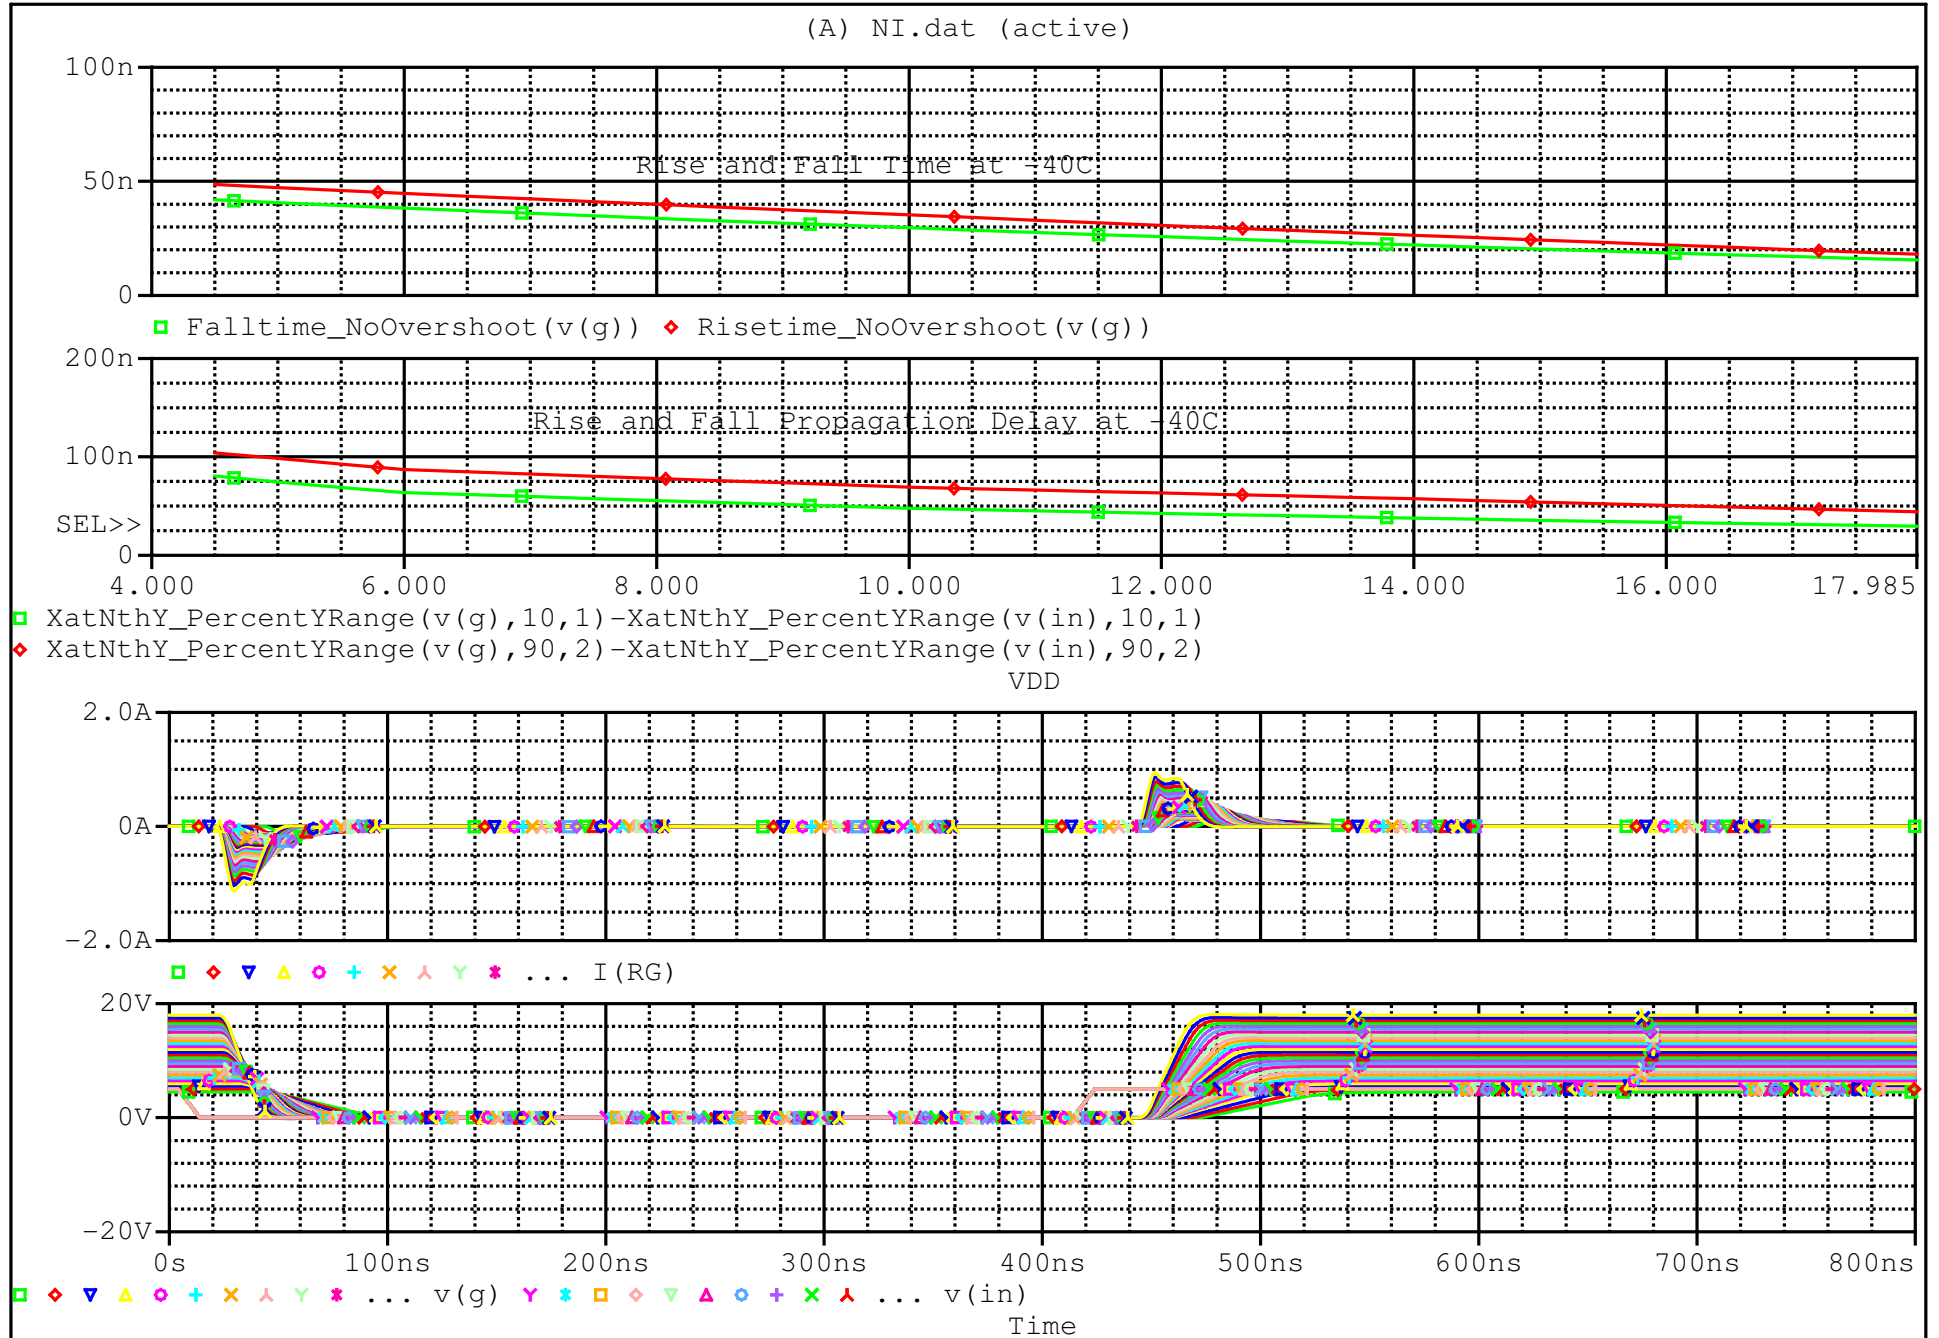 (A) NI.dat (active)
100n
Rise and Fall Time at -40C
50n
0
Falltime_NoOvershoot(v(g)) Risetime_NoOvershoot(v(g))
200n
Rise and Fall Propagation Delay at -40C
100n
SEL>>
0
4.000 6.000 8.000 10.000 12.000 14.000 16.000 17.985
XatNthY_PercentYRange(v(g),10,1)-XatNthY_PercentYRange(v(in),10,1)
XatNthY_PercentYRange(v(g),90,2)-XatNthY_PercentYRange(v(in),90,2)
VDD
2.0A
0A
-2.0A
... I(RG)
20V
0V
-20V
0s 100ns 200ns 300ns 400ns 500ns 600ns 700ns 800ns
... v(g) ... v(in)
Time